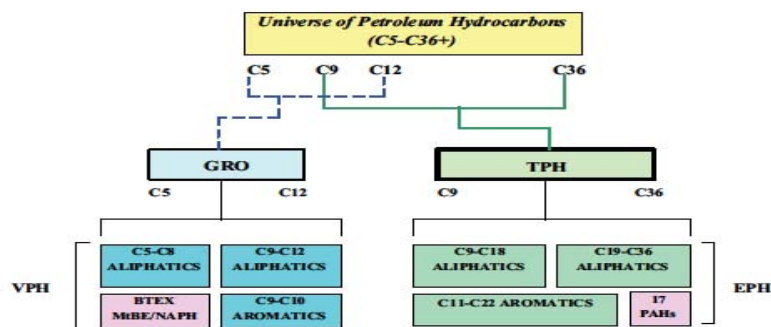 Universe of Petroleum Hydrocarbons
(C5-C36+)
C5 C9 C12 C36
GRO
TPH
C5 C12 C9 C36
C5-C8
ALIPHATICS
C9-C12
ALIPHATICS
C9-C18
ALIPHATICS
C19-C36
ALIPHATICS
VPH
EPH
BTEX
MtBE/NAPH
C9-C10
AROMATICS
C11-C22 AROMATICS
17
PAHs